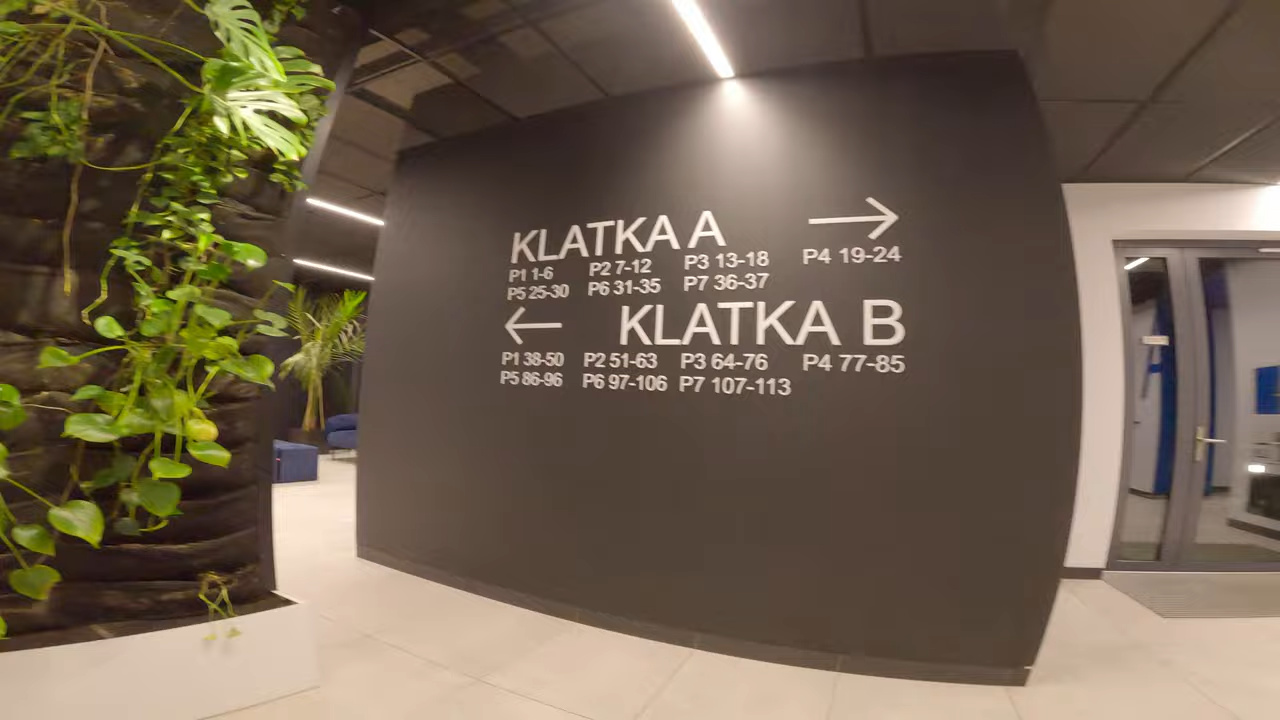 KLATKA A →
P1 1-6 P2 7-12 P3 13-18 P4 19-24
P5 25-30 P6 31-35 P7 36-37
← KLATKA B
P1 38-50 P2 51-63 P3 64-76 P4 77-85
P5 86-96 P6 97-106 P7 107-113